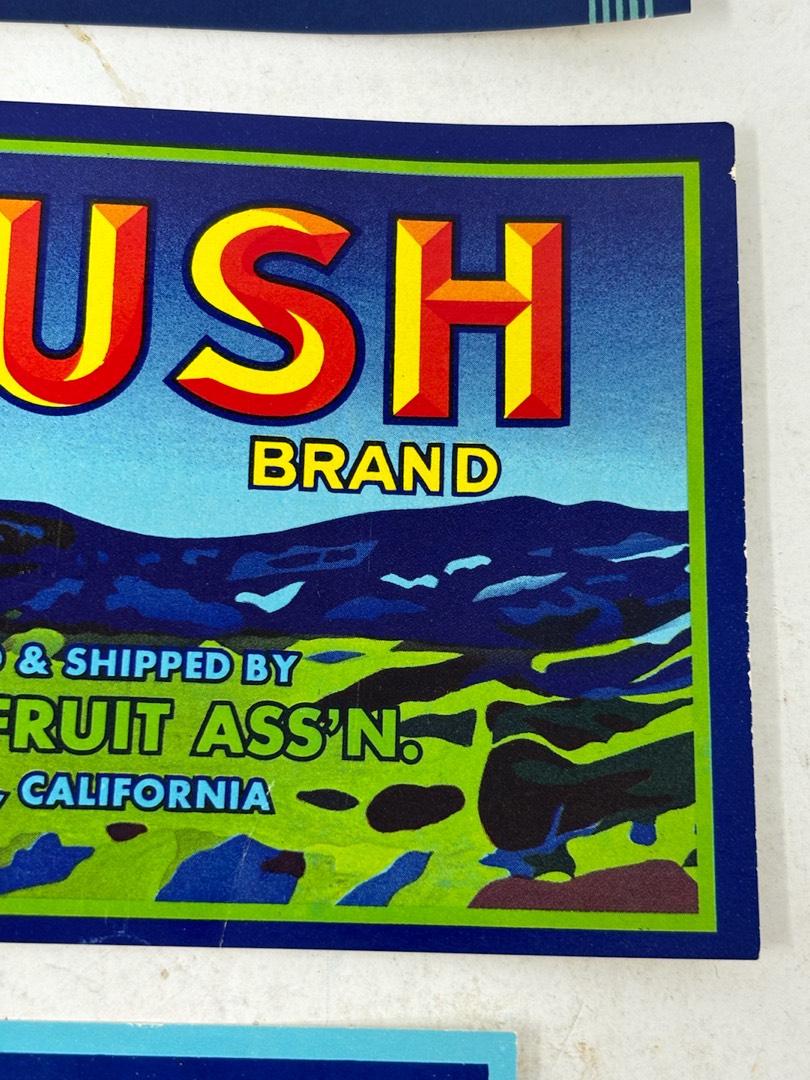 USH
BRAND
& SHIPPED BY
FRUIT ASS'N.
, CALIFORNIA